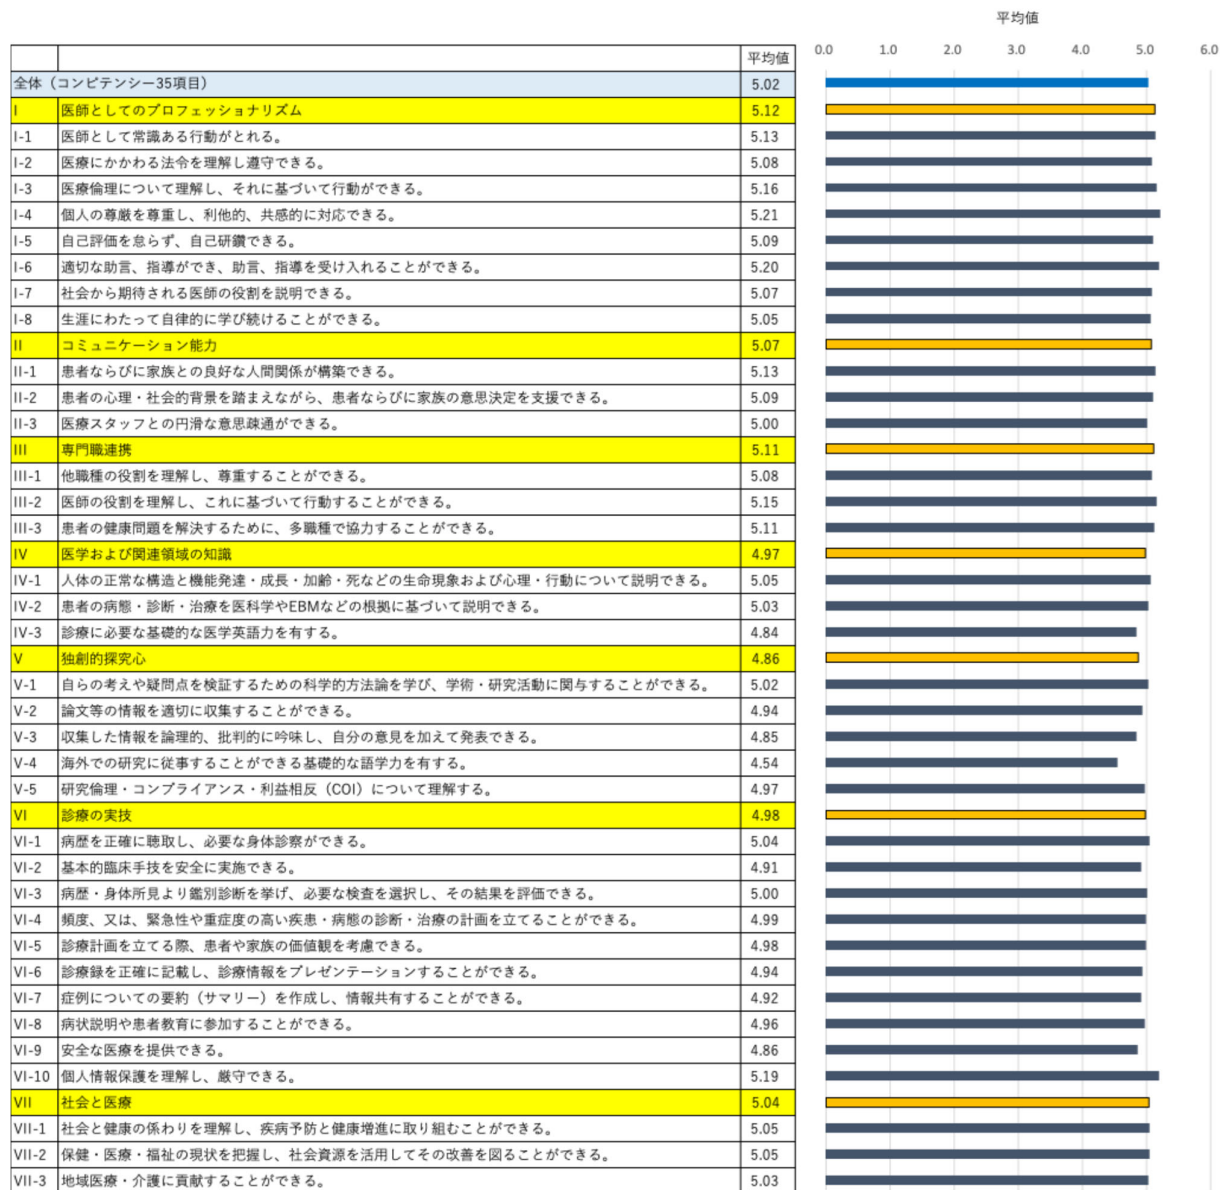 平均値
平均値 0.0 1.0 2.0 3.0 4.0 5.0 6.0
全体（コンピテンシー35項目） 5.02
I 医師としてのプロフェッショナリズム 5.12
I-1 医師として常識ある行動がとれる。 5.13
I-2 医療にかかわる法令を理解し遵守できる。 5.08
I-3 医療倫理について理解し、それに基づいて行動ができる。 5.16
I-4 個人の尊厳を尊重し、利他的、共感的に対応できる。 5.21
I-5 自己評価を怠らず、自己研鑽できる。 5.09
I-6 適切な助言、指導ができ、助言、指導を受け入れることができる。 5.20
I-7 社会から期待される医師の役割を説明できる。 5.07
I-8 生涯にわたって自律的に学び続けることができる。 5.05
II コミュニケーション能力 5.07
II-1 患者ならびに家族との良好な人間関係が構築できる。 5.13
II-2 患者の心理・社会的背景を踏まえながら、患者ならびに家族の意思決定を支援できる。 5.09
II-3 医療スタッフとの円滑な意思疎通ができる。 5.00
III 専門職連携 5.11
III-1 他職種の役割を理解し、尊重することができる。 5.08
III-2 医師の役割を理解し、これに基づいて行動することができる。 5.15
III-3 患者の健康問題を解決するために、多職種で協力することができる。 5.11
IV 医学および関連領域の知識 4.97
IV-1 人体の正常な構造と機能発達・成長・加齢・死などの生命現象および心理・行動について説明できる。 5.05
IV-2 患者の病態・診断・治療を医科学やEBMなどの根拠に基づいて説明できる。 5.03
IV-3 診療に必要な基礎的な医学英語力を有する。 4.84
V 独創的探究心 4.86
V-1 自らの考えや疑問点を検証するための科学的方法論を学び、学術・研究活動に関与することができる。 5.02
V-2 論文等の情報を適切に収集することができる。 4.94
V-3 収集した情報を論理的、批判的に吟味し、自分の意見を加えて発表できる。 4.85
V-4 海外での研究に従事することができる基礎的な語学力を有する。 4.54
V-5 研究倫理・コンプライアンス・利益相反（COI）について理解する。 4.97
VI 診療の実技 4.98
VI-1 病歴を正確に聴取し、必要な身体診察ができる。 5.04
VI-2 基本的臨床手技を安全に実施できる。 4.91
VI-3 病歴・身体所見より鑑別診断を挙げ、必要な検査を選択し、その結果を評価できる。 5.00
VI-4 頻度、又は、緊急性や重症度の高い疾患・病態の診断・治療の計画を立てることができる。 4.99
VI-5 診療計画を立てる際、患者や家族の価値観を考慮できる。 4.98
VI-6 診療録を正確に記載し、診療情報をプレゼンテーションすることができる。 4.94
VI-7 症例についての要約（サマリー）を作成し、情報共有することができる。 4.92
VI-8 病状説明や患者教育に参加することができる。 4.96
VI-9 安全な医療を提供できる。 4.86
VI-10 個人情報保護を理解し、厳守できる。 5.19
VII 社会と医療 5.04
VII-1 社会と健康の係わりを理解し、疾病予防と健康増進に取り組むことができる。 5.05
VII-2 保健・医療・福祉の現状を把握し、社会資源を活用してその改善を図ることができる。 5.05
VII-3 地域医療・介護に貢献することができる。 5.03